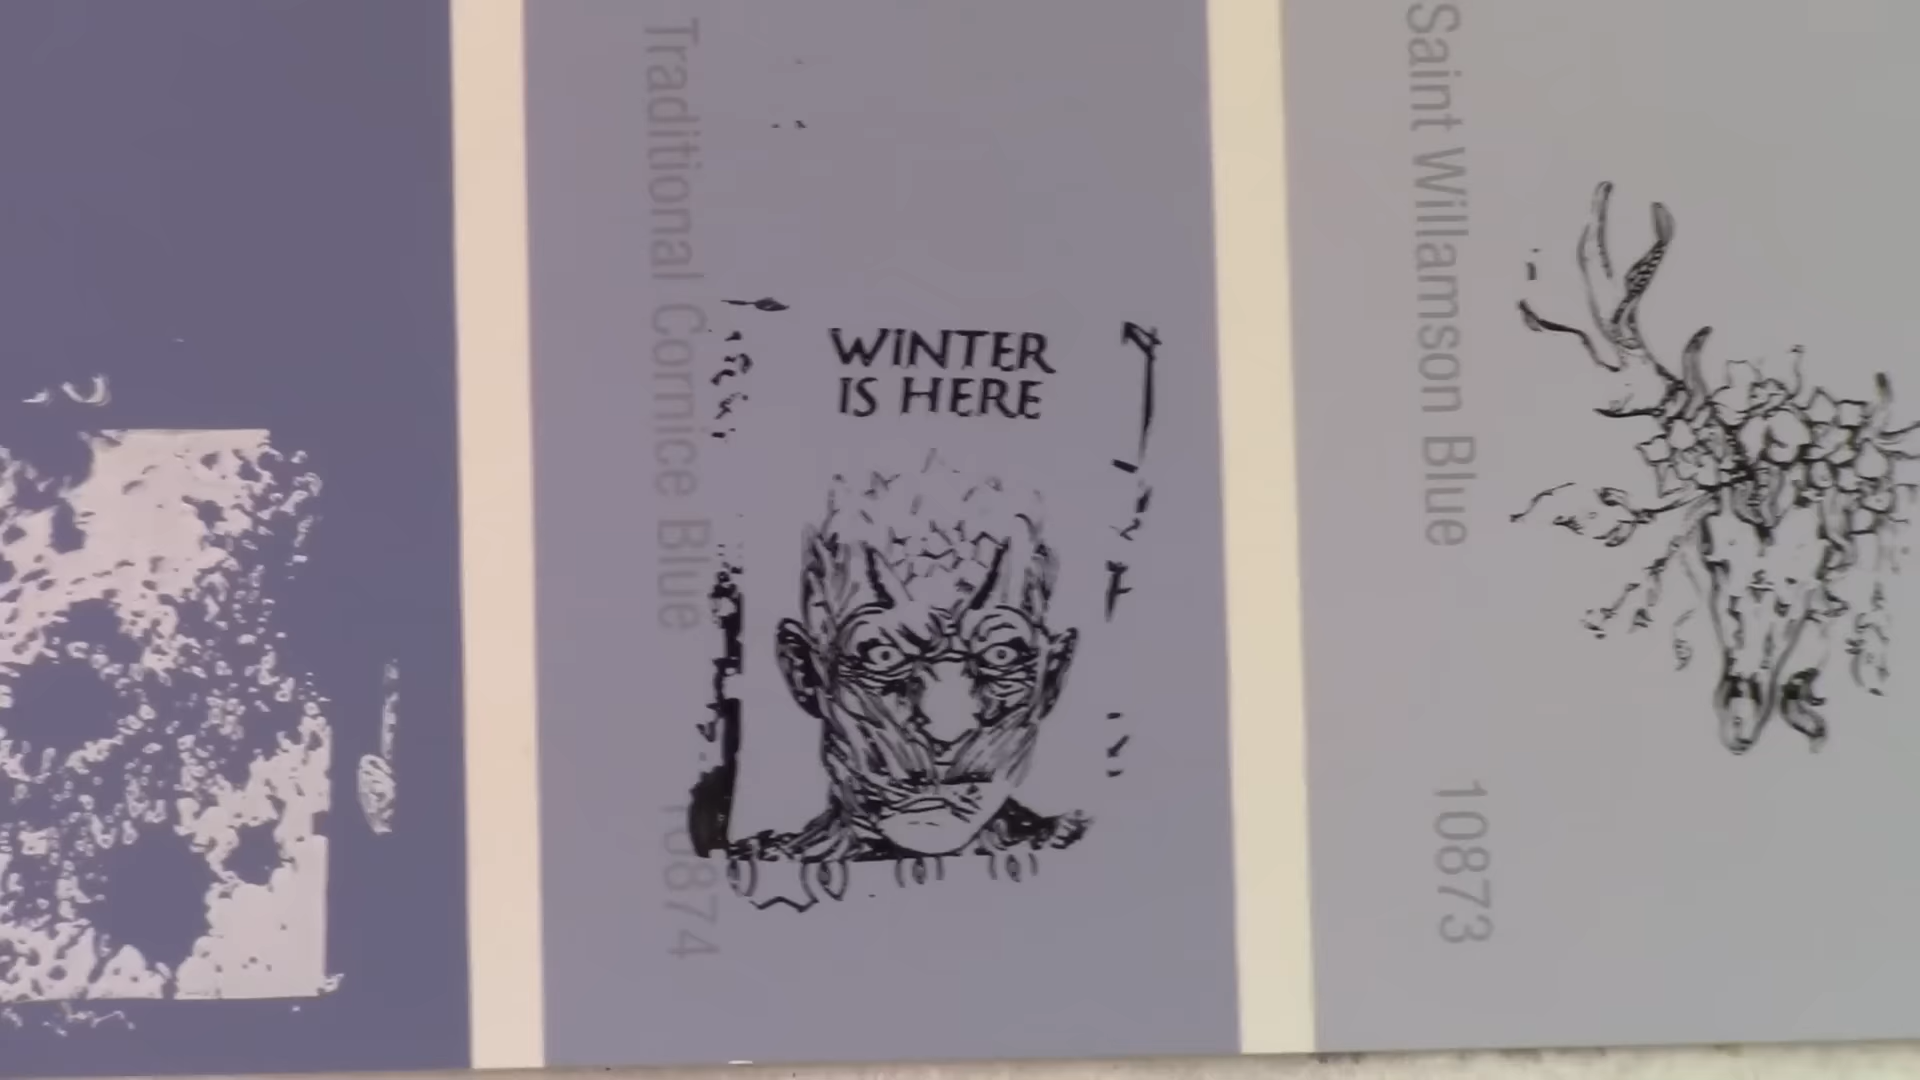 Traditional Cornice Blue
10874
WINTER
IS HERE
Saint Willamson Blue
10873